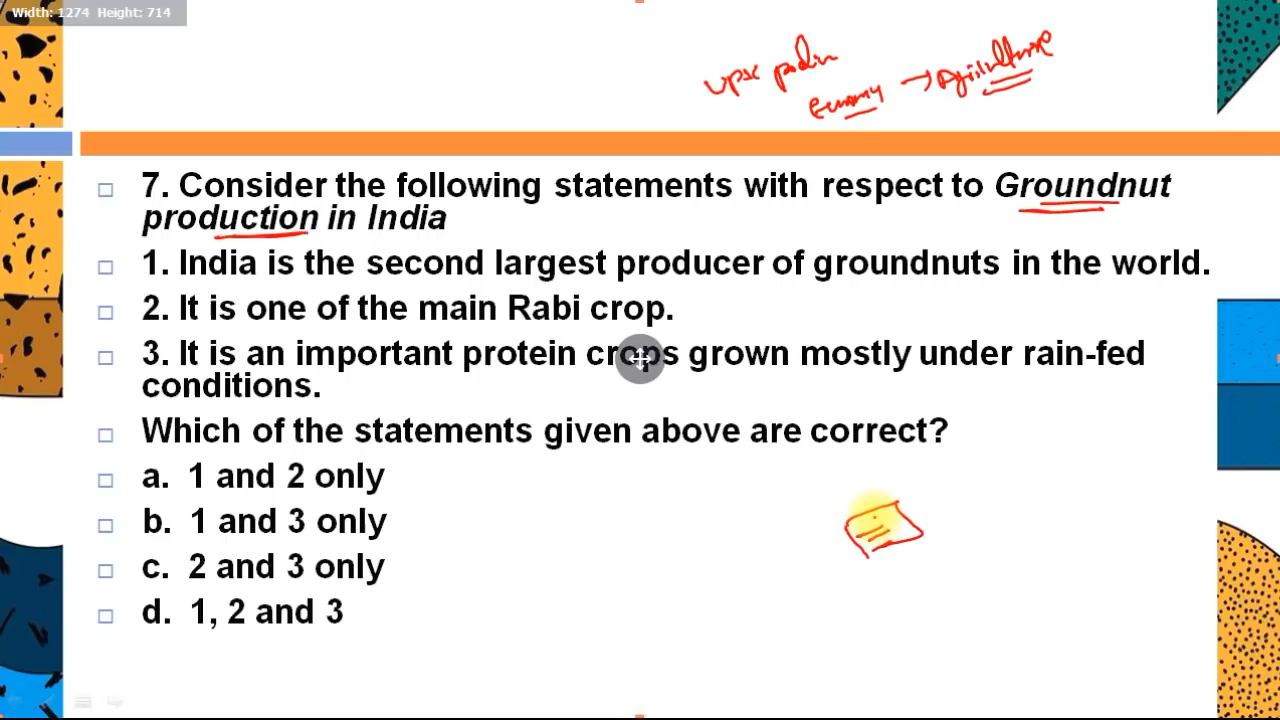 Width: 1274 Height: 714
upsc
Economy → Agriculture
7. Consider the following statements with respect to Groundnut
production in India
1. India is the second largest producer of groundnuts in the world.
2. It is one of the main Rabi crop.
3. It is an important protein crops grown mostly under rain-fed
conditions.
Which of the statements given above are correct?
a. 1 and 2 only
b. 1 and 3 only
c. 2 and 3 only
d. 1, 2 and 3